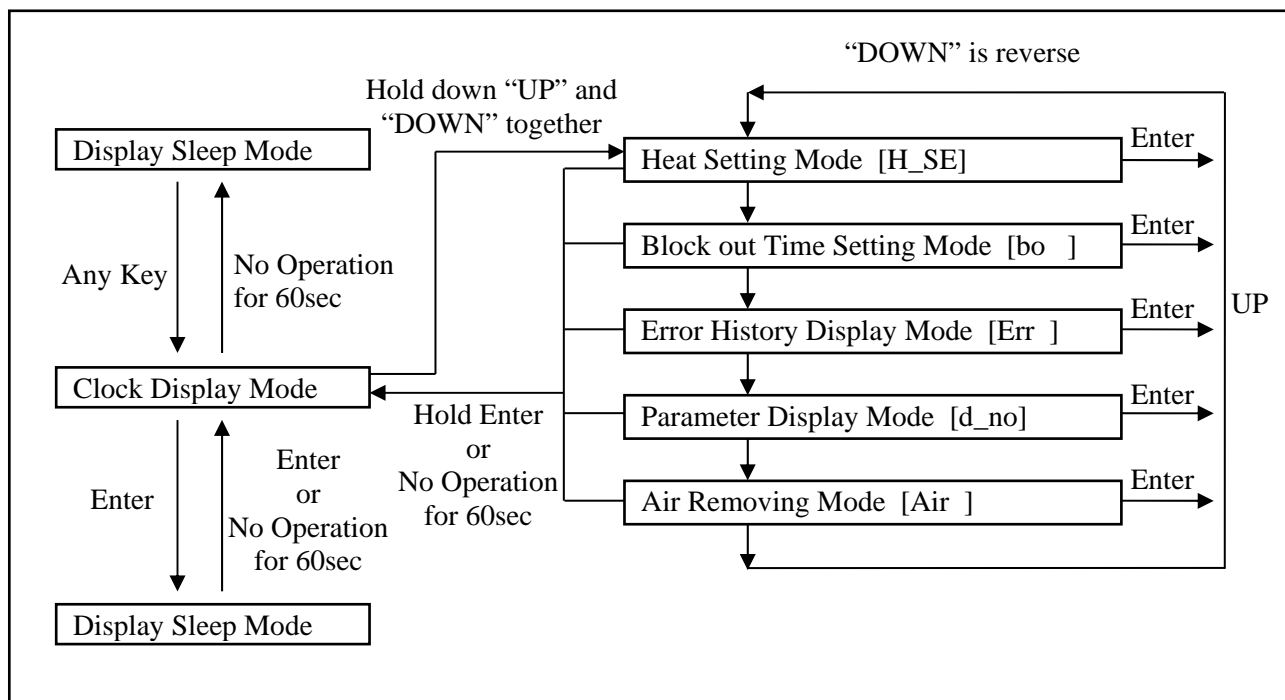 “DOWN” is reverse
Hold down “UP” and
“DOWN” together
Display Sleep Mode
Any Key
No Operation
for 60sec
Clock Display Mode
Enter
Enter
or
No Operation
for 60sec
Display Sleep Mode
Hold Enter
or
No Operation
for 60sec
Heat Setting Mode [H_SE]
Enter
Block out Time Setting Mode [bo ]
Enter
Error History Display Mode [Err ]
Enter
Parameter Display Mode [d_no]
Enter
Air Removing Mode [Air ]
Enter
UP